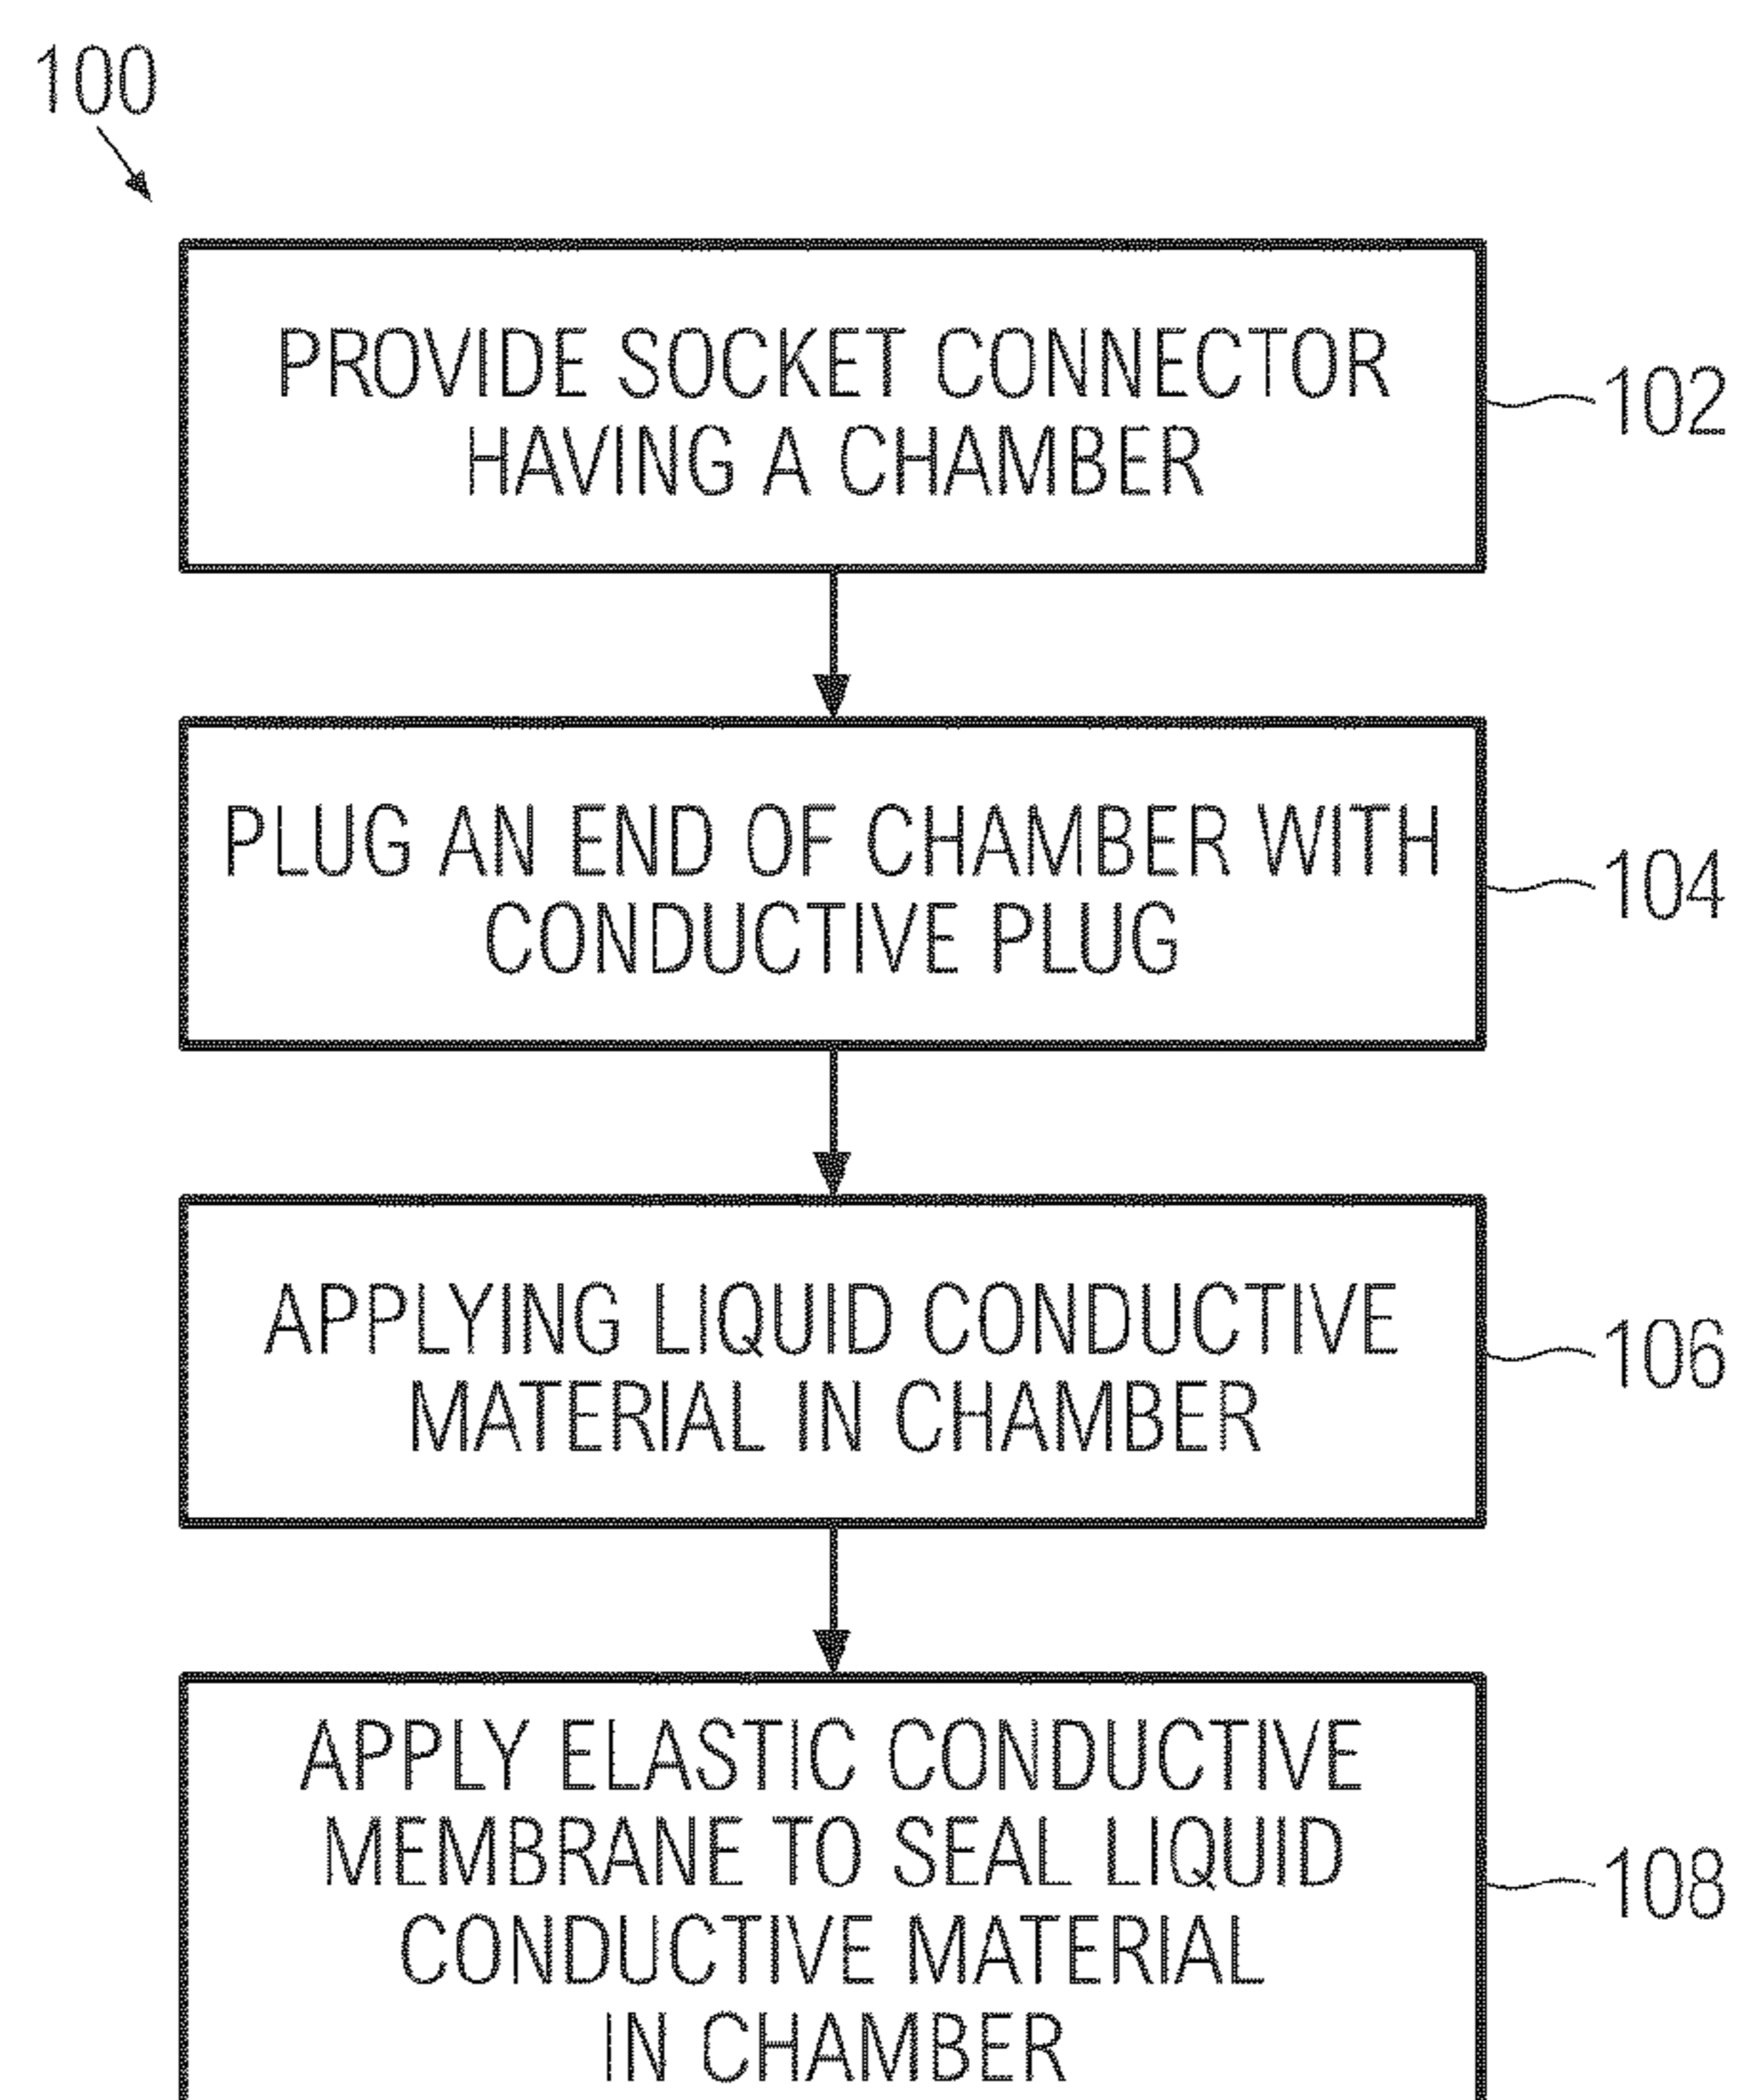 100
PROVIDE SOCKET CONNECTOR
HAVING A CHAMBER
102
PLUG AN END OF CHAMBER WITH
CONDUCTIVE PLUG
104
APPLYING LIQUID CONDUCTIVE
MATERIAL IN CHAMBER
106
APPLY ELASTIC CONDUCTIVE
MEMBRANE TO SEAL LIQUID
CONDUCTIVE MATERIAL
IN CHAMBER
108